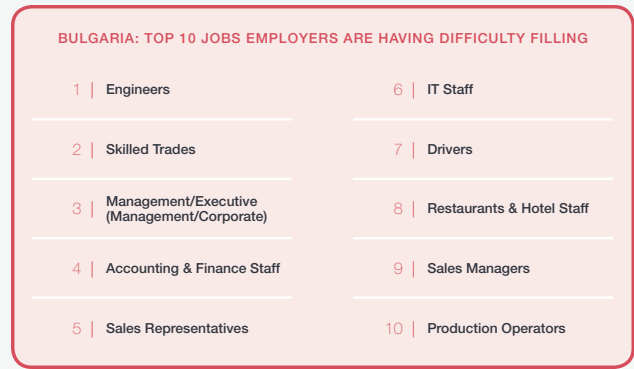 BULGARIA: TOP 10 JOBS EMPLOYERS ARE HAVING DIFFICULTY FILLING
1 | Engineers
2 | Skilled Trades
3 | Management/Executive
(Management/Corporate)
4 | Accounting & Finance Staff
5 | Sales Representatives
6 | IT Staff
7 | Drivers
8 | Restaurants & Hotel Staff
9 | Sales Managers
10 | Production Operators